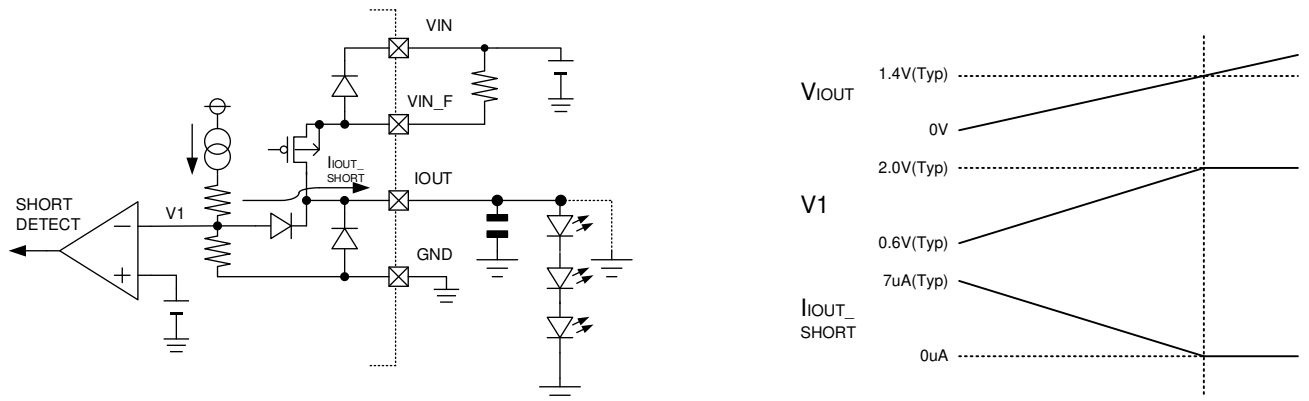 VIN
VIN_F
IIOUT_
SHORT
IOUT
SHORT
DETECT
V1
−
+
GND
VIOUT
1.4V(Typ)
0V
2.0V(Typ)
V1
0.6V(Typ)
7uA(Typ)
IIOUT_
SHORT
0uA